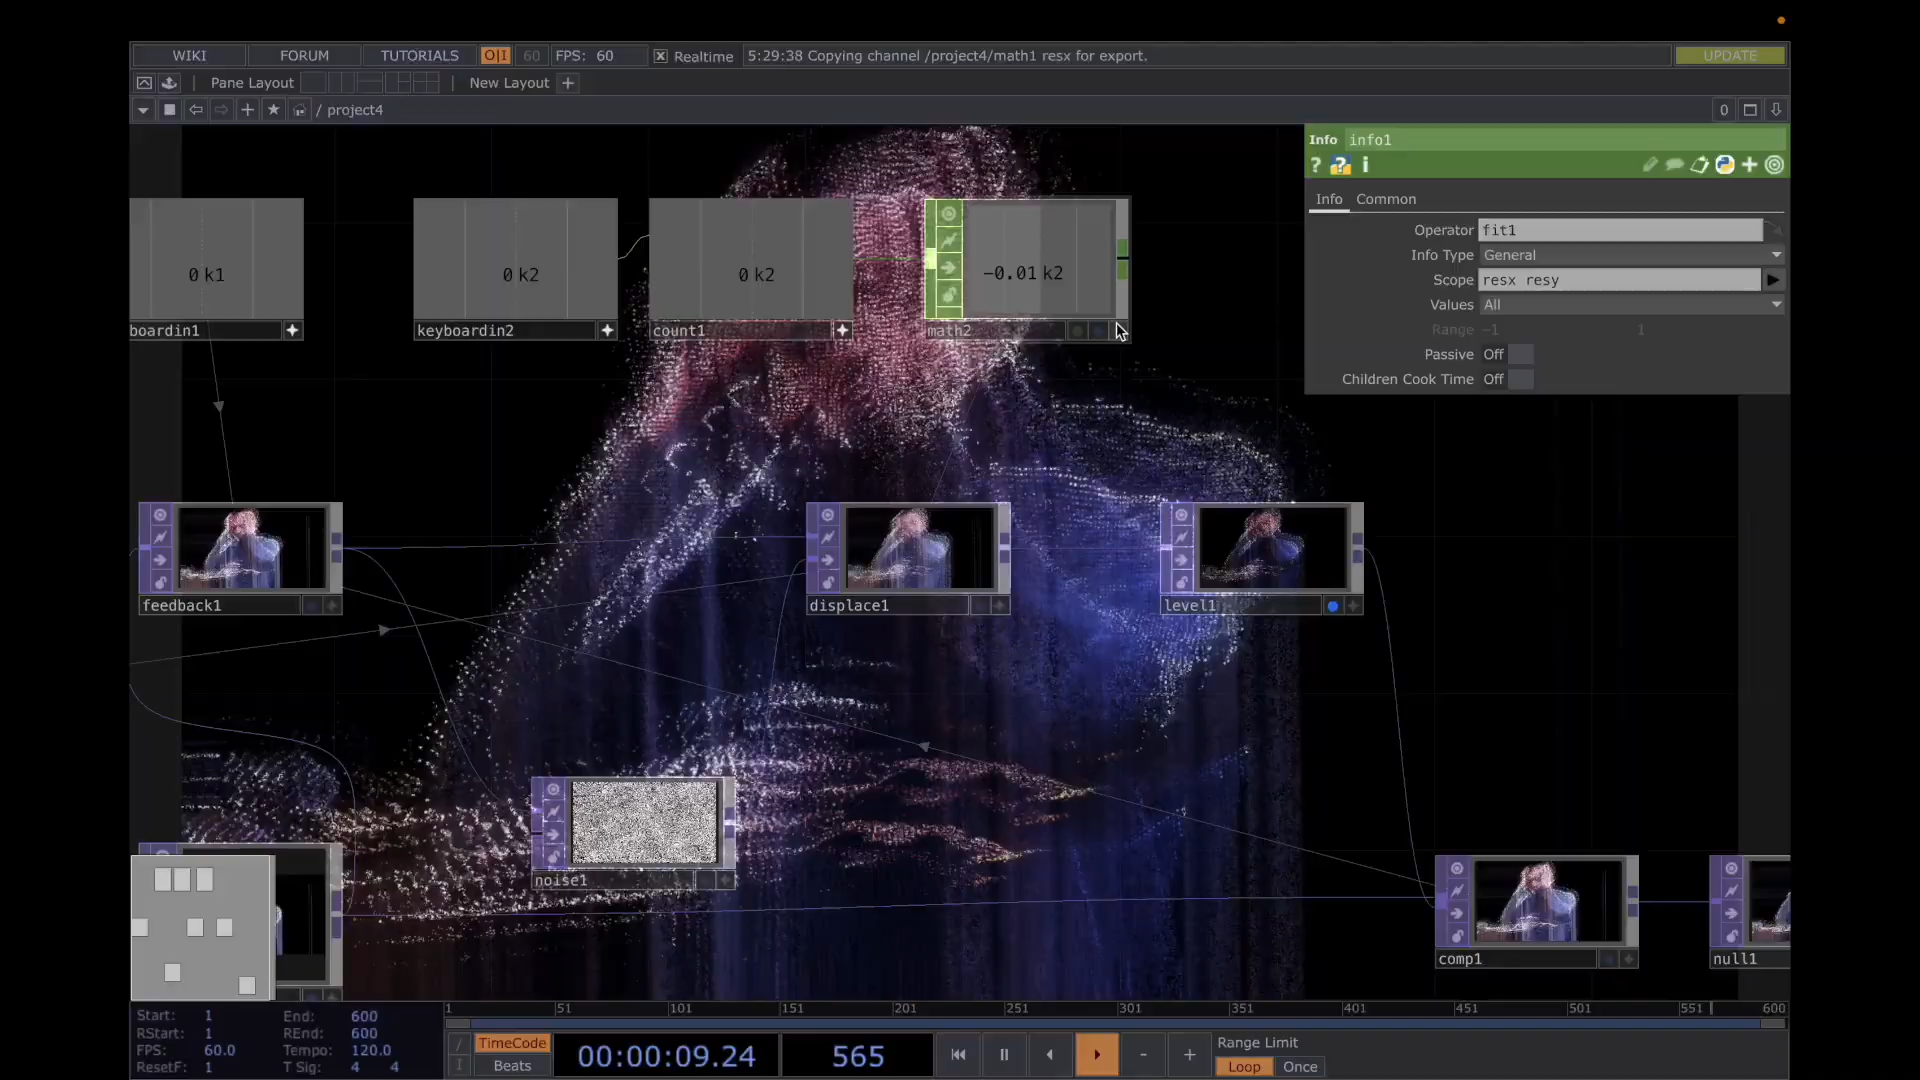 WIKI FORUM TUTORIALS O|I 60 FPS: 60 Realtime 5:29:38 Copying channel /project4/math1 resx for export. UPDATE
Pane Layout New Layout +
/ project4 0
Info info1
? ? i
Info Common
Operator fit1
Info Type General
Scope resx resy
Values All
Range -1 1
Passive Off
Children Cook Time Off
0 k1
0 k2
0 k2
-0.01 k2
boardin1
keyboardin2
count1
math2
feedback1
displace1
level1
noise1
comp1
null1
1 51 101 151 201 251 301 351 401 451 501 551 600
Start: 1 End: 600
RStart: 1 REnd: 600
FPS: 60.0 Tempo: 120.0
ResetF: 1 T Sig: 4 4
/
I
TimeCode
Beats
00:00:09.24
565
- +
Range Limit
Loop Once